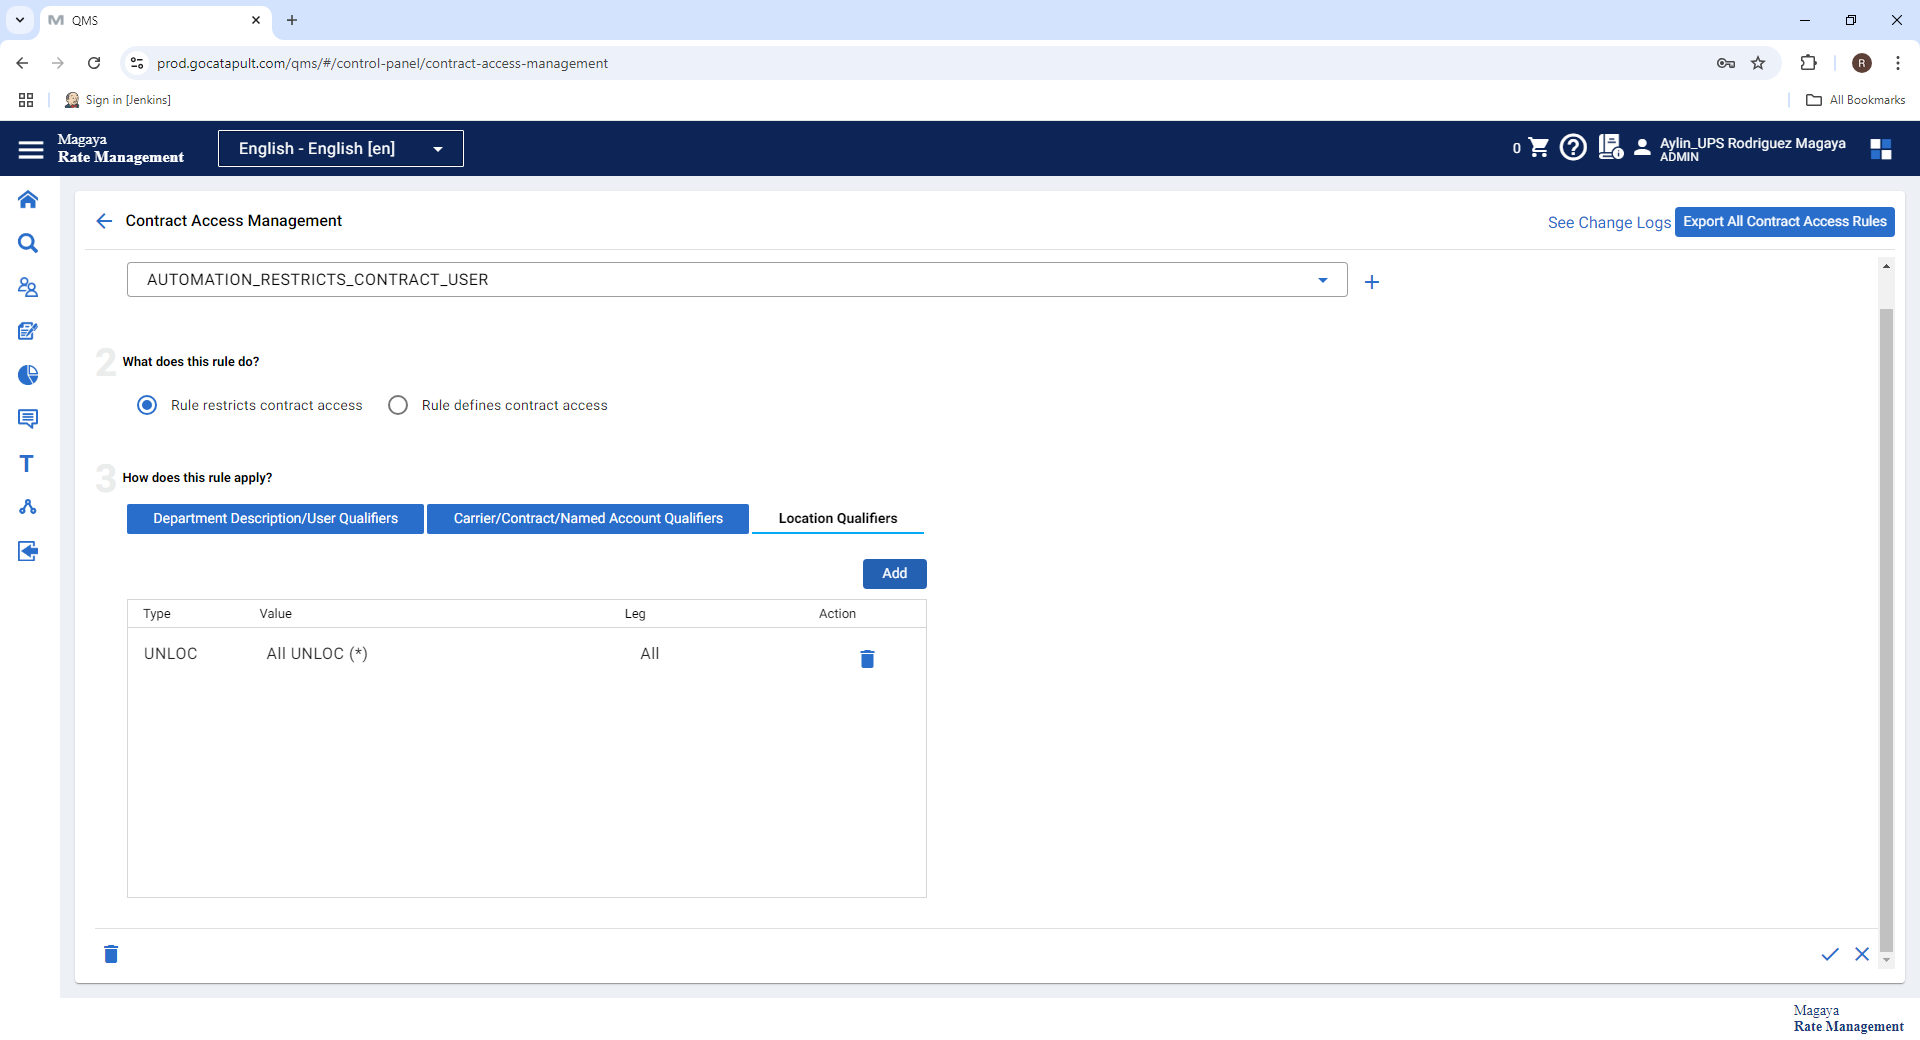 QMS
prod.gocatapult.com/qms/#/control-panel/contract-access-management
R
Sign in [Jenkins]
All Bookmarks
Magaya
Rate Management
English - English [en]
0
Aylin_UPS Rodriguez Magaya
ADMIN
Contract Access Management
See Change Logs
Export All Contract Access Rules
AUTOMATION_RESTRICTS_CONTRACT_USER
2 What does this rule do?
Rule restricts contract access
Rule defines contract access
3 How does this rule apply?
Department Description/User Qualifiers
Carrier/Contract/Named Account Qualifiers
Location Qualifiers
Add
Type Value Leg Action
UNLOC All UNLOC (*) All
Magaya
Rate Management